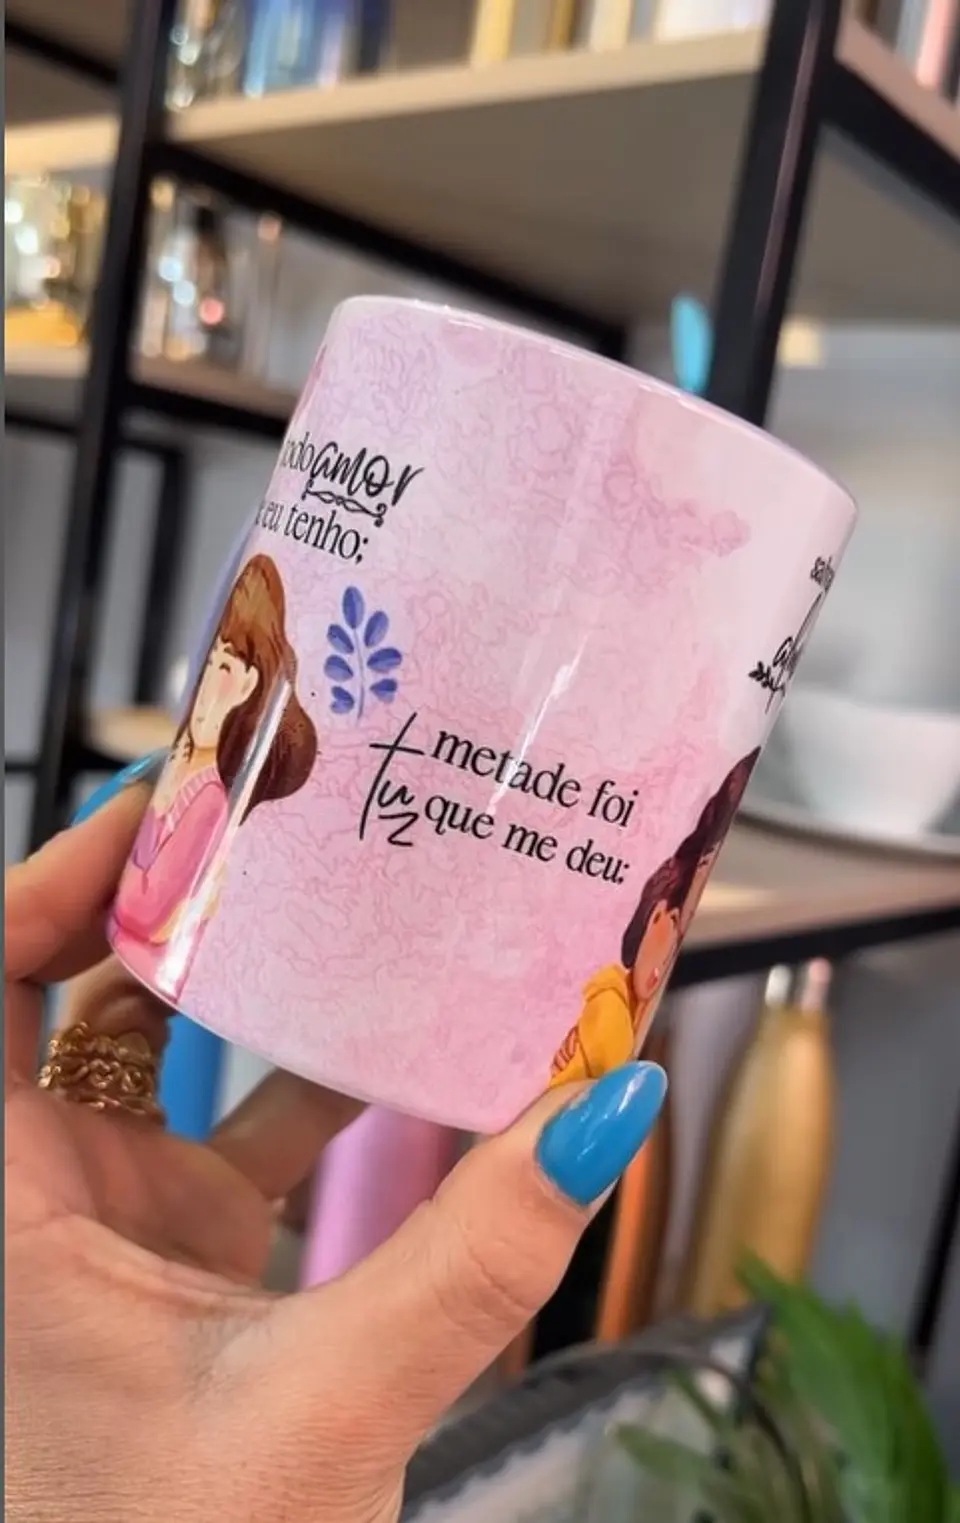 amor
eu tenho;
metade foi
tu que me deu;